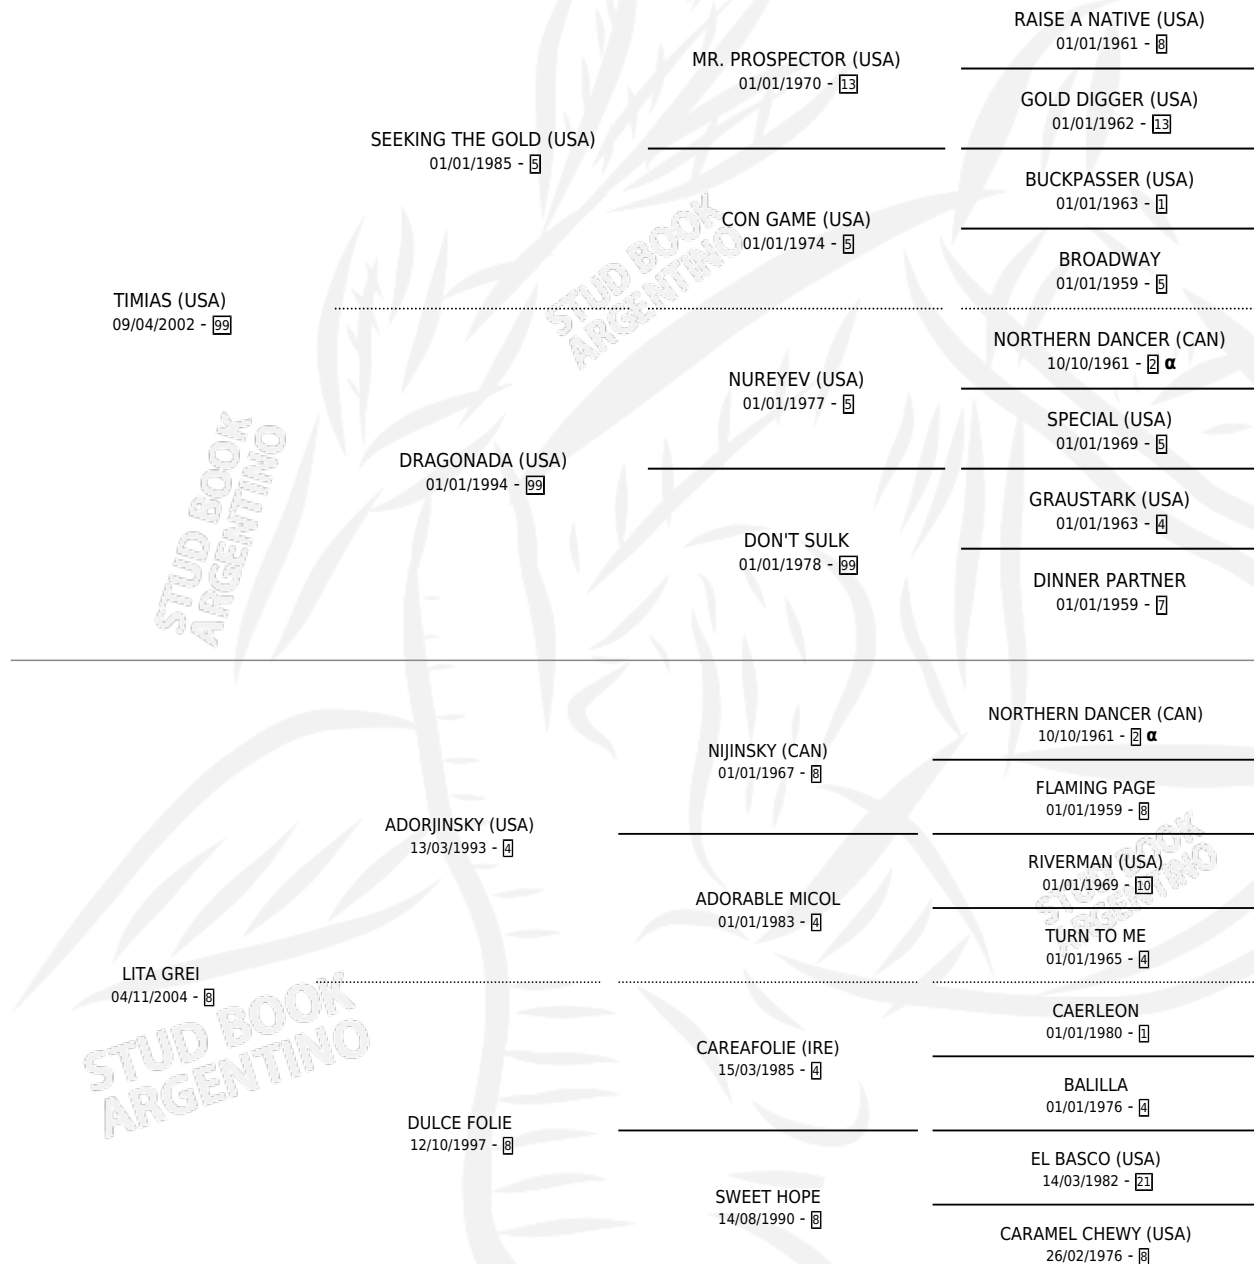 RAISE A NATIVE (USA)
01/01/1961 - 8
MR. PROSPECTOR (USA)
01/01/1970 - 13
GOLD DIGGER (USA)
01/01/1962 - 13
SEEKING THE GOLD (USA)
01/01/1985 - 5
BUCKPASSER (USA)
01/01/1963 - 1
CON GAME (USA)
01/01/1974 - 5
BROADWAY
01/01/1959 - 5
TIMIAS (USA)
09/04/2002 - 99
NORTHERN DANCER (CAN)
10/10/1961 - 2 α
NUREYEV (USA)
01/01/1977 - 5
SPECIAL (USA)
01/01/1969 - 5
DRAGONADA (USA)
01/01/1994 - 99
GRAUSTARK (USA)
01/01/1963 - 4
DON'T SULK
01/01/1978 - 99
DINNER PARTNER
01/01/1959 - 7
NORTHERN DANCER (CAN)
10/10/1961 - 2 α
NIJINSKY (CAN)
01/01/1967 - 8
FLAMING PAGE
01/01/1959 - 8
ADORJINSKY (USA)
13/03/1993 - 4
RIVERMAN (USA)
01/01/1969 - 10
ADORABLE MICOL
01/01/1983 - 4
TURN TO ME
01/01/1965 - 4
LITA GREI
04/11/2004 - 8
CAERLEON
01/01/1980 - 1
CAREAFOLIE (IRE)
15/03/1985 - 4
BALILLA
01/01/1976 - 4
DULCE FOLIE
12/10/1997 - 8
EL BASCO (USA)
14/03/1982 - 21
SWEET HOPE
14/08/1990 - 8
CARAMEL CHEWY (USA)
26/02/1976 - 8
STUD BOOK
ARGENTINO
STUD BOOK
ARGENTINO
STUD BOOK
ARGENTINO
STUD BOOK
ARGENTINO